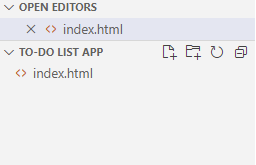 OPEN EDITORS
index.html
TO-DO LIST APP
index.html